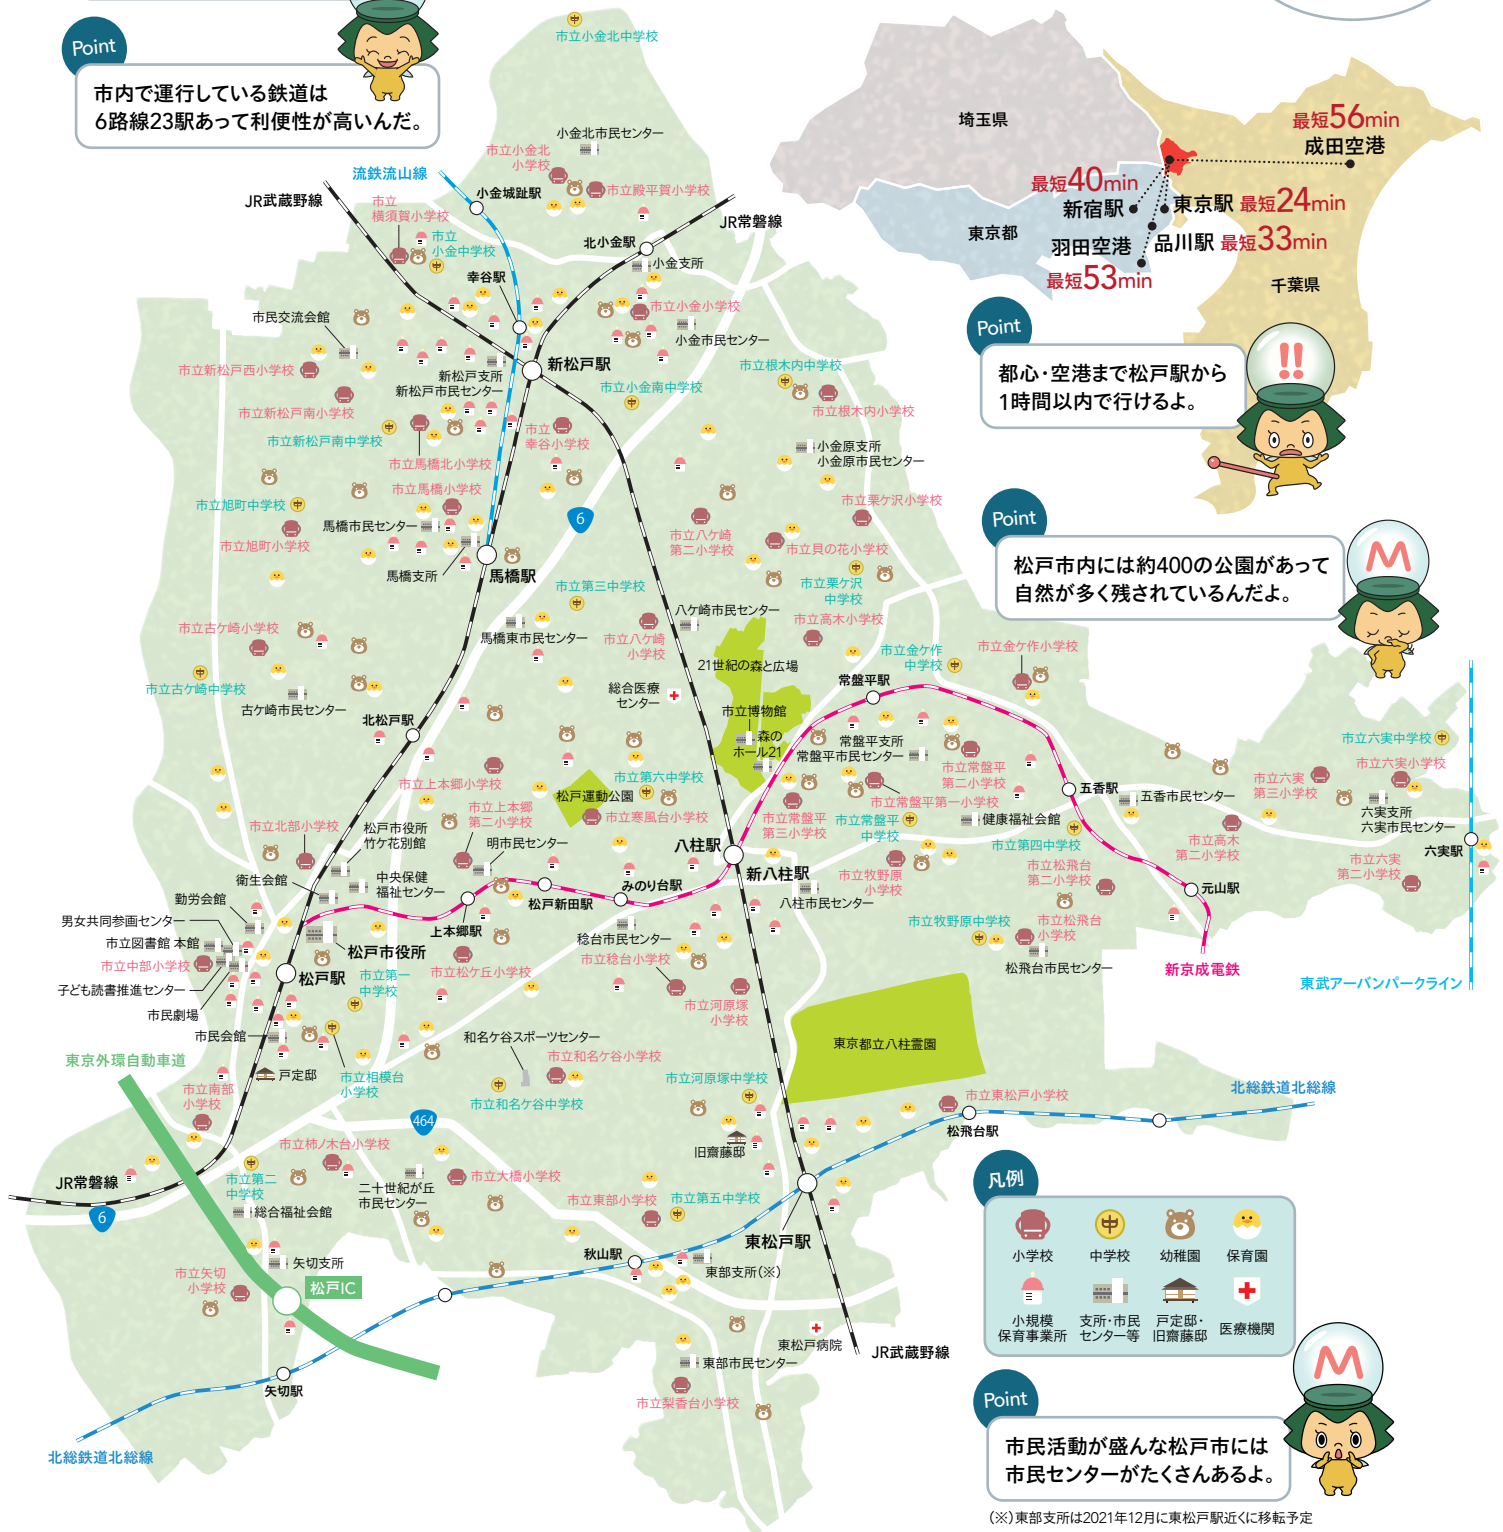 Point
市内で運行している鉄道は
6路線23駅あって利便性が高いんだ。
市立小金北中学校
小金北市民センター
市立小金北
小学校
市立殿平賀小学校
流鉄流山線
JR武蔵野線
小金城趾駅
市立
横須賀小学校
市立
小金中学校
JR常磐線
北小金駅
小金支所
幸谷駅
市民交流会館
市立小金小学校
小金市民センター
新松戸駅
新松戸支所
新松戸市民センター
市立新松戸西小学校
市立小金南中学校
市立根木内中学校
市立根木内小学校
市立新松戸南小学校
市立新松戸南中学校
市立
幸谷小学校
小金原支所
小金原市民センター
市立馬橋北小学校
市立馬橋小学校
市立旭町中学校
市立旭町小学校
馬橋市民センター
馬橋支所
馬橋駅
6
市立栗ケ沢小学校
市立八ケ崎
第二小学校
市立貝の花小学校
市立栗ケ沢
中学校
市立第三中学校
八ケ崎市民センター
市立高木小学校
馬橋東市民センター
市立八ケ崎
小学校
市立古ケ崎小学校
市立古ケ崎中学校
古ケ崎市民センター
21世紀の森と広場
総合医療
センター
市立博物館
森の
ホール21
北松戸駅
常盤平駅
市立金ケ作
中学校
市立金ケ作小学校
常盤平支所
常盤平市民センター
市立常盤平
第二小学校
市立常盤平第一小学校
市立常盤平
第三小学校
市立常盤平
中学校
健康福祉会館
五香駅
五香市民センター
市立第四中学校
市立六実中学校
市立六実小学校
市立六実
第三小学校
六実支所
六実市民センター
六実駅
市立六実
第二小学校
市立高木
第二小学校
市立上本郷小学校
市立第六中学校
松戸運動公園
市立寒風台小学校
市立上本郷
第二小学校
明市民センター
市立北部小学校
松戸市役所
竹ケ花別館
衛生会館
中央保健
福祉センター
勤労会館
男女共同参画センター
市立図書館 本館
市立中部小学校
子ども読書推進センター
市民劇場
市民会館
松戸市役所
松戸駅
市立第一
中学校
上本郷駅
松戸新田駅
みのり台駅
八柱駅
新八柱駅
八柱市民センター
市立牧野原
小学校
市立牧野原中学校
市立松飛台
第二小学校
市立松飛台
小学校
松飛台市民センター
元山駅
新京成電鉄
東武アーバンパークライン
稔台市民センター
市立稔台小学校
市立松ケ丘小学校
市立河原塚
小学校
東京都立八柱霊園
東京外環自動車道
戸定邸
市立相模台
小学校
市立南部
小学校
和名ケ谷スポーツセンター
市立和名ケ谷小学校
市立和名ケ谷中学校
市立河原塚中学校
旧齋藤邸
市立東松戸小学校
松飛台駅
北総鉄道北総線
464
市立柿ノ木台小学校
市立第二
中学校
総合福祉会館
二十世紀が丘
市民センター
市立大橋小学校
市立東部小学校
市立第五中学校
東松戸駅
秋山駅
東部支所(※)
JR常磐線
6
矢切支所
市立矢切
小学校
松戸IC
矢切駅
北総鉄道北総線
東松戸病院
東部市民センター
市立梨香台小学校
JR武蔵野線
埼玉県
東京都
千葉県
最短56min
成田空港
最短40min
新宿駅
東京駅 最短24min
品川駅 最短33min
羽田空港
最短53min
Point
都心・空港まで松戸駅から
1時間以内で行けるよ。
!!
Point
松戸市内には約400の公園があって
自然が多く残されているんだよ。
M
凡例
小学校
中学校
幼稚園
保育園
小規模
保育事業所
支所・市民
センター等
戸定邸・
旧齋藤邸
医療機関
Point
市民活動が盛んな松戸市には
市民センターがたくさんあるよ。
M
(※)東部支所は2021年12月に東松戸駅近くに移転予定